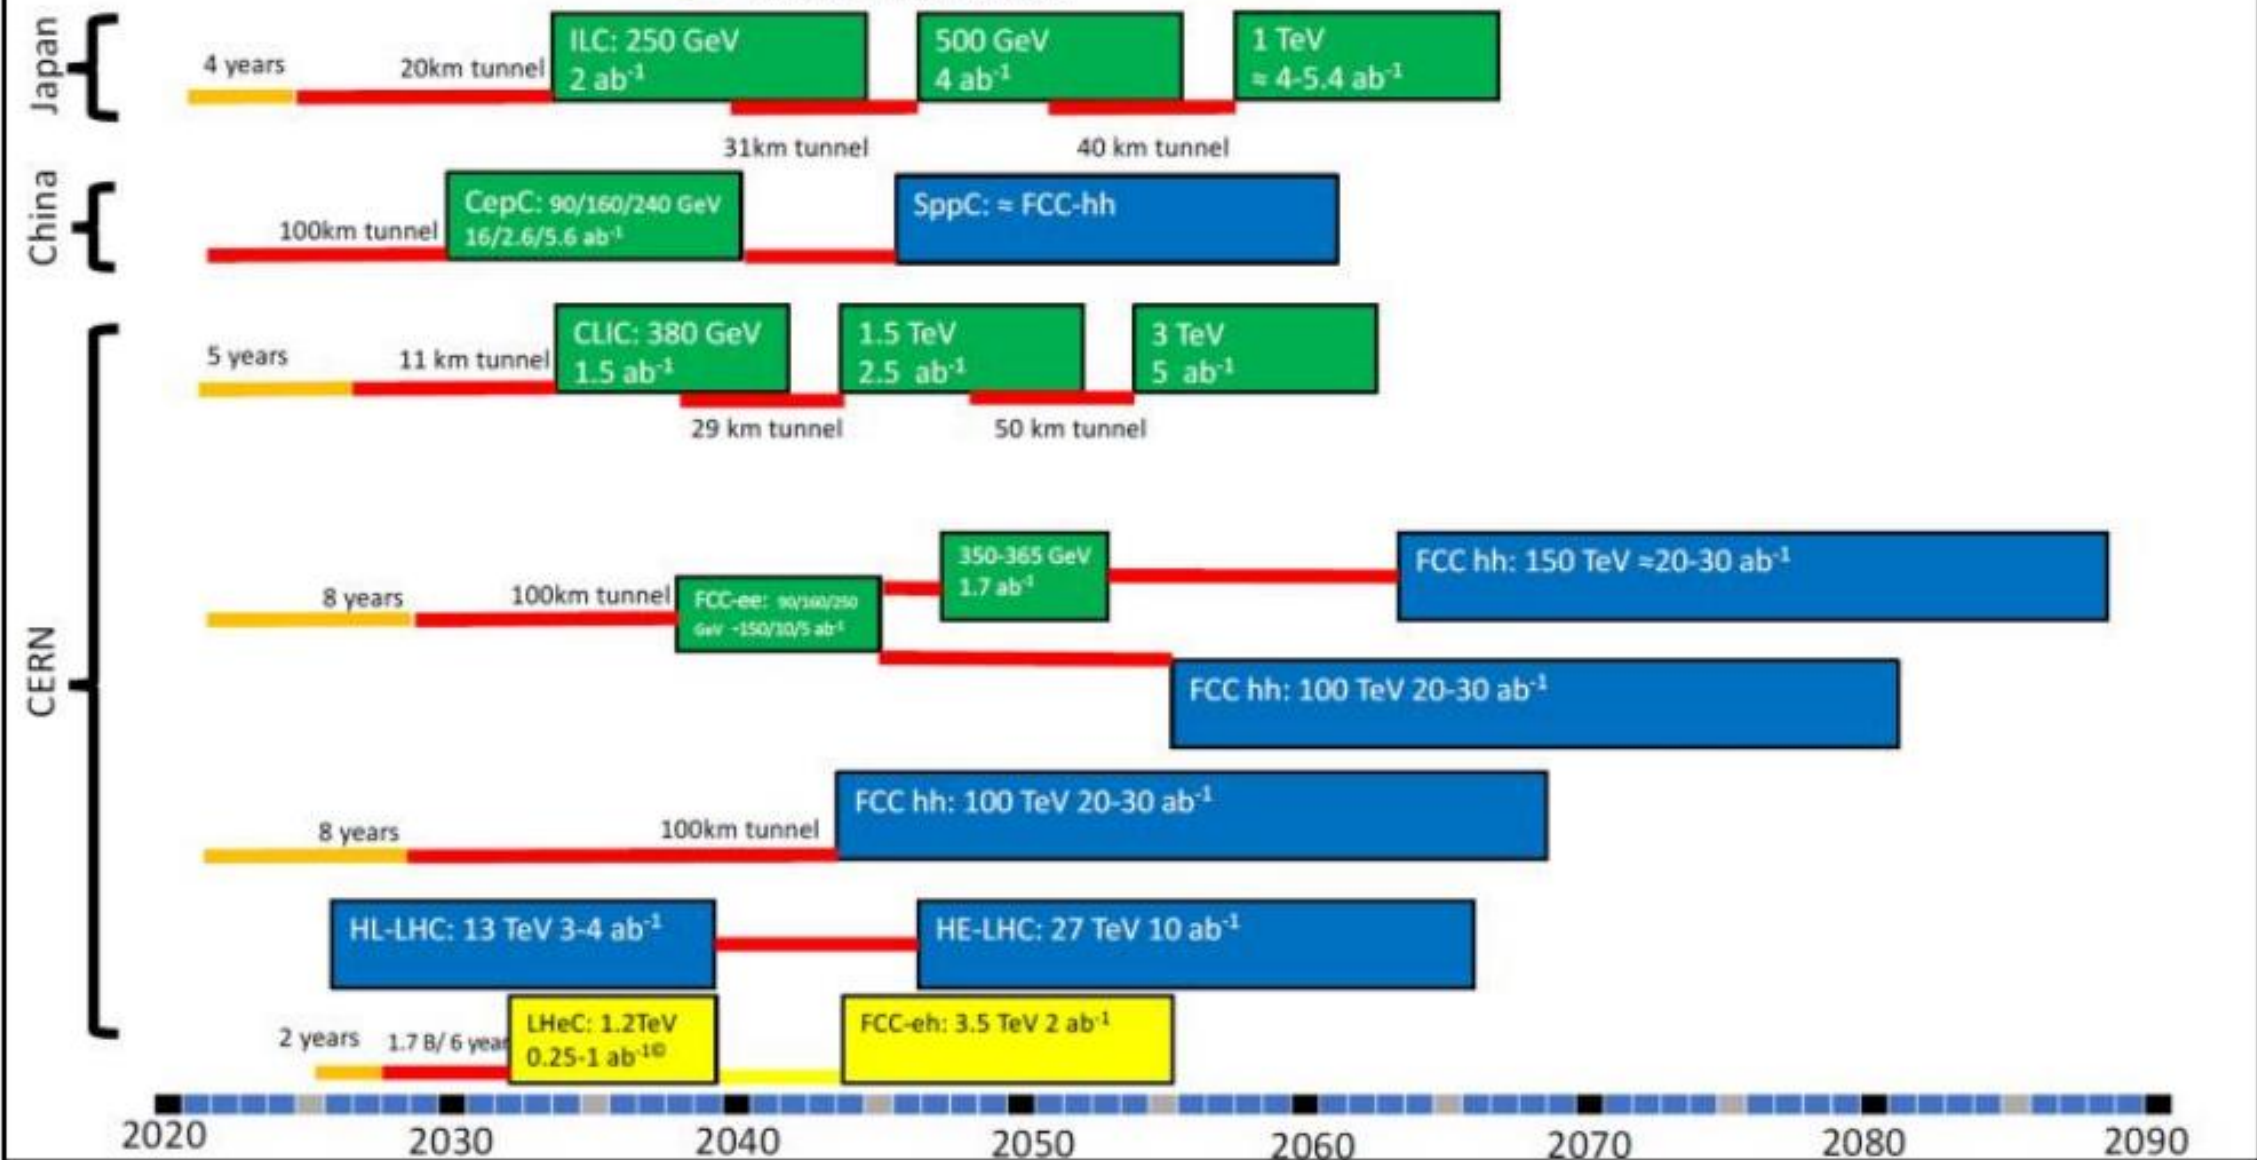 Japan
4 years
20km tunnel
ILC: 250 GeV
2 ab⁻¹
500 GeV
4 ab⁻¹
1 TeV
≈ 4-5.4 ab⁻¹
31km tunnel
40 km tunnel
China
100km tunnel
CepC: 90/160/240 GeV
16/2.6/5.6 ab⁻¹
SppC: ≈ FCC-hh
CERN
5 years
11 km tunnel
CLIC: 380 GeV
1.5 ab⁻¹
1.5 TeV
2.5 ab⁻¹
3 TeV
5 ab⁻¹
29 km tunnel
50 km tunnel
8 years
100km tunnel
FCC-ee: 90/160/250
GeV ~150/10/5 ab⁻¹
350-365 GeV
1.7 ab⁻¹
FCC hh: 150 TeV ≈20-30 ab⁻¹
FCC hh: 100 TeV 20-30 ab⁻¹
8 years
100km tunnel
FCC hh: 100 TeV 20-30 ab⁻¹
HL-LHC: 13 TeV 3-4 ab⁻¹
HE-LHC: 27 TeV 10 ab⁻¹
2 years
1.7 B/ 6 year
LHeC: 1.2TeV
0.25-1 ab⁻¹
FCC-eh: 3.5 TeV 2 ab⁻¹
2020 2030 2040 2050 2060 2070 2080 2090